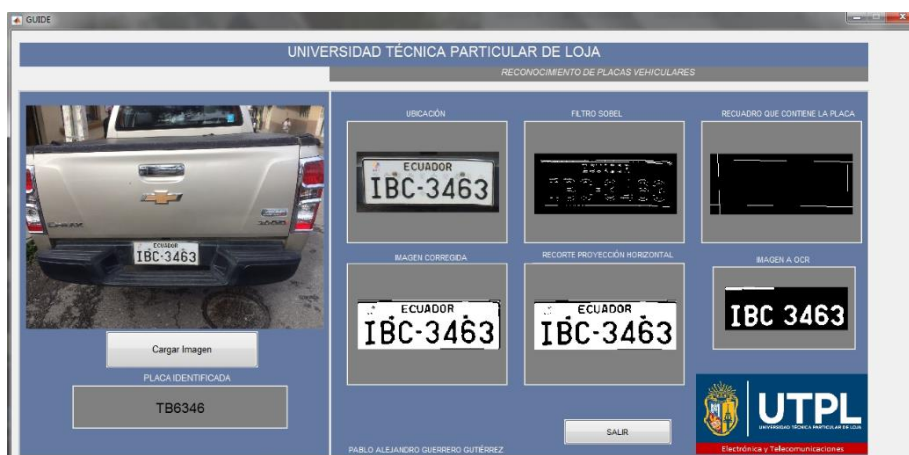 GUIDE
UNIVERSIDAD TÉCNICA PARTICULAR DE LOJA
RECONOCIMIENTO DE PLACAS VEHICULARES
ECUADOR
IBC-3463
Cargar Imagen
PLACA IDENTIFICADA
TB6346
UBICACIÓN
FILTRO SOBEL
RECUADRO QUE CONTIENE LA PLACA
ECUADOR
IBC-3463
IMAGEN CORREGIDA
RECORTE PROYECCIÓN HORIZONTAL
IMAGEN A OCR
ECUADOR
IBC-3463
ECUADOR
IBC-3463
IBC 3463
SALIR
PABLO ALEJANDRO GUERRERO GUTIÉRREZ
UTPL
UNIVERSIDAD TÉCNICA PARTICULAR DE LOJA
Electrónica y Telecomunicaciones